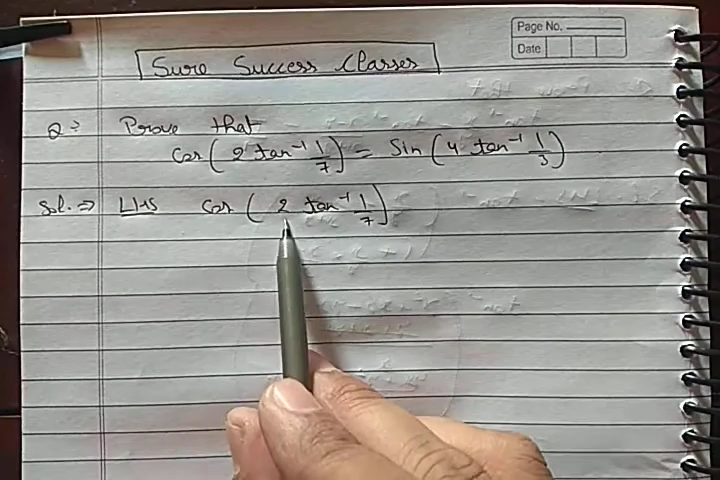 Page No.
Date
Sure Success Classes
Q⇒ Prove that
Cos(2 tan⁻¹ 1/7) = Sin(4 tan⁻¹ 1/3)
Sol.⇒ LHS Cos(2 tan⁻¹ 1/7)